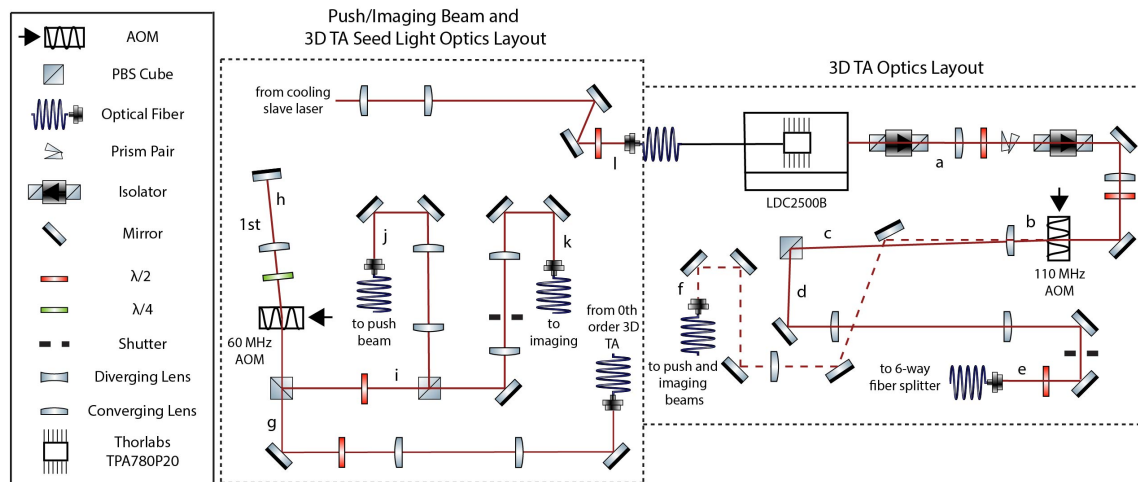 AOM
PBS Cube
Optical Fiber
Prism Pair
Isolator
Mirror
λ/2
λ/4
Shutter
Diverging Lens
Converging Lens
Thorlabs
TPA780P20
Push/Imaging Beam and
3D TA Seed Light Optics Layout
from cooling
slave laser
l
h
1st
60 MHz
AOM
j
to push
beam
k
to
imaging
from 0th
order 3D
TA
i
g
3D TA Optics Layout
LDC2500B
a
b
110 MHz
AOM
c
d
f
to push and
imaging
beams
to 6-way
fiber splitter
e